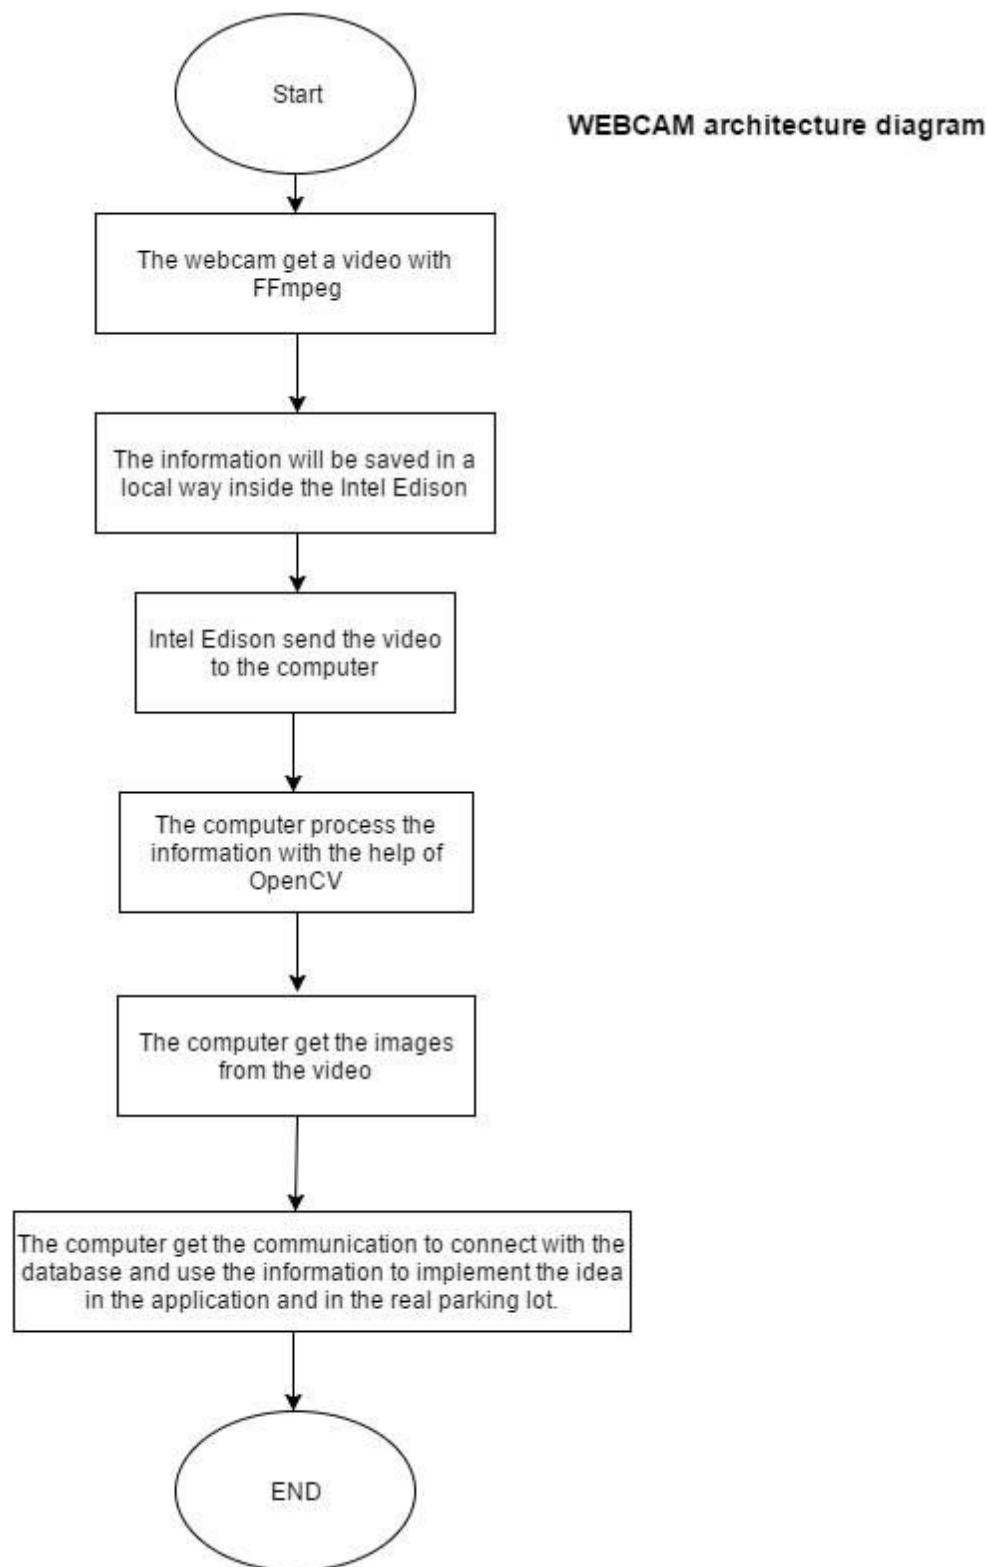 Start
WEBCAM architecture diagram
The webcam get a video with
FFmpeg
The information will be saved in a
local way inside the Intel Edison
Intel Edison send the video
to the computer
The computer process the
information with the help of
OpenCV
The computer get the images
from the video
The computer get the communication to connect with the
database and use the information to implement the idea
in the application and in the real parking lot.
END